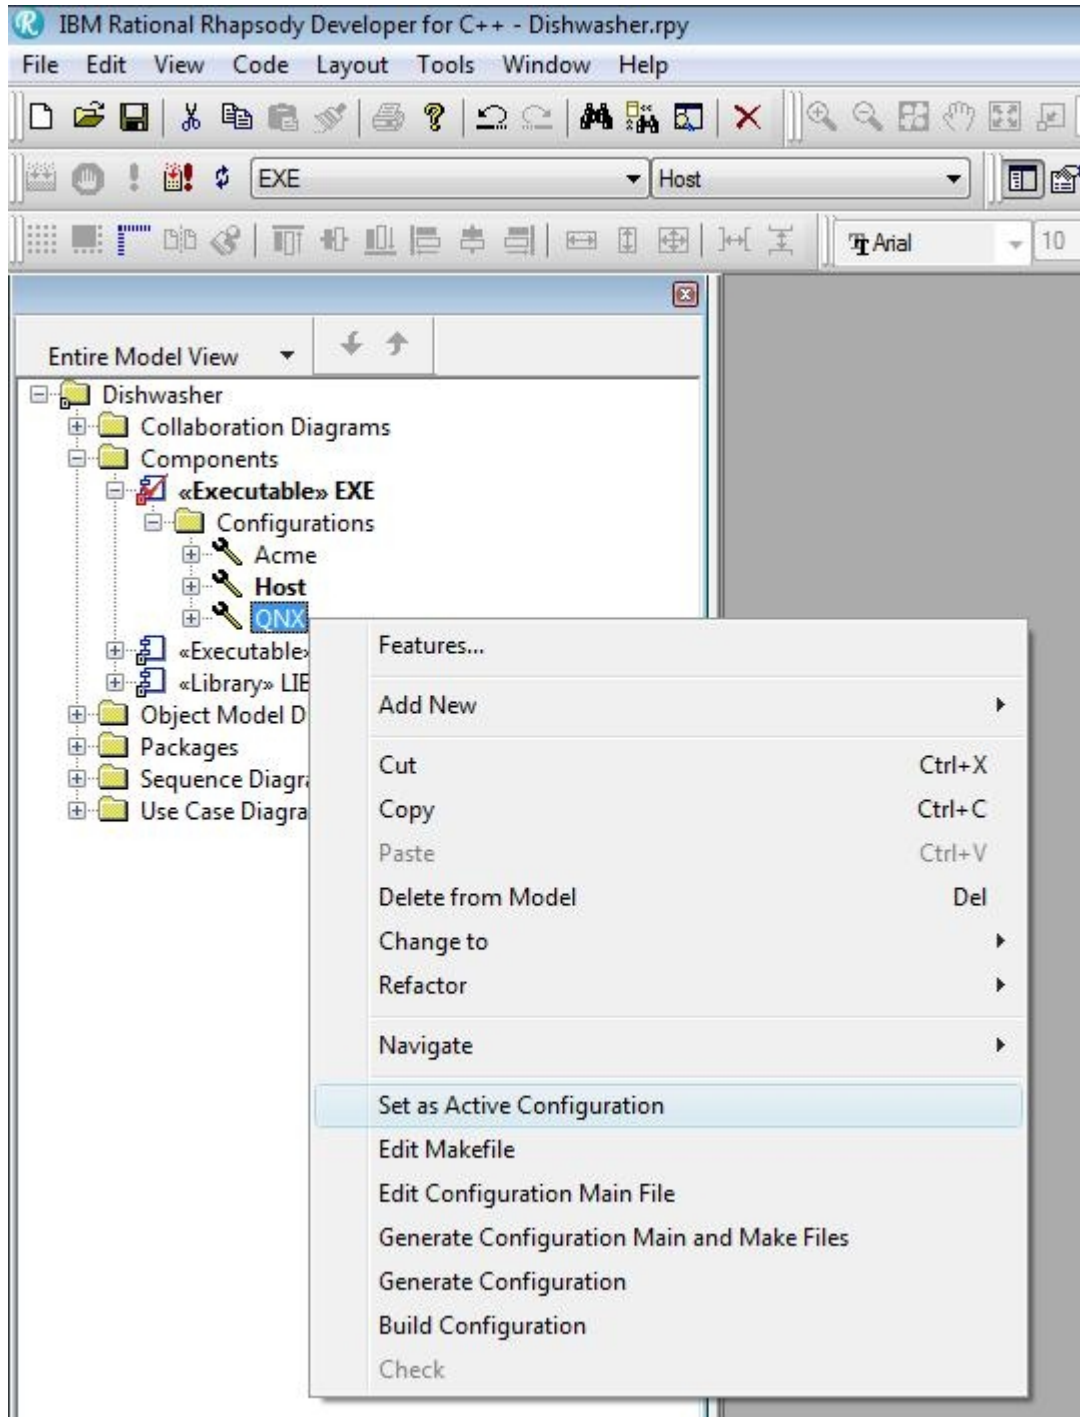 IBM Rational Rhapsody Developer for C++ - Dishwasher.rpy
File Edit View Code Layout Tools Window Help
EXE Host
Arial 10
Entire Model View
Dishwasher
Collaboration Diagrams
Components
«Executable» EXE
Configurations
Acme
Host
QNX
«Executable»
«Library» LIE
Object Model D
Packages
Sequence Diagra
Use Case Diagra
Features...
Add New
Cut Ctrl+X
Copy Ctrl+C
Paste Ctrl+V
Delete from Model Del
Change to
Refactor
Navigate
Set as Active Configuration
Edit Makefile
Edit Configuration Main File
Generate Configuration Main and Make Files
Generate Configuration
Build Configuration
Check